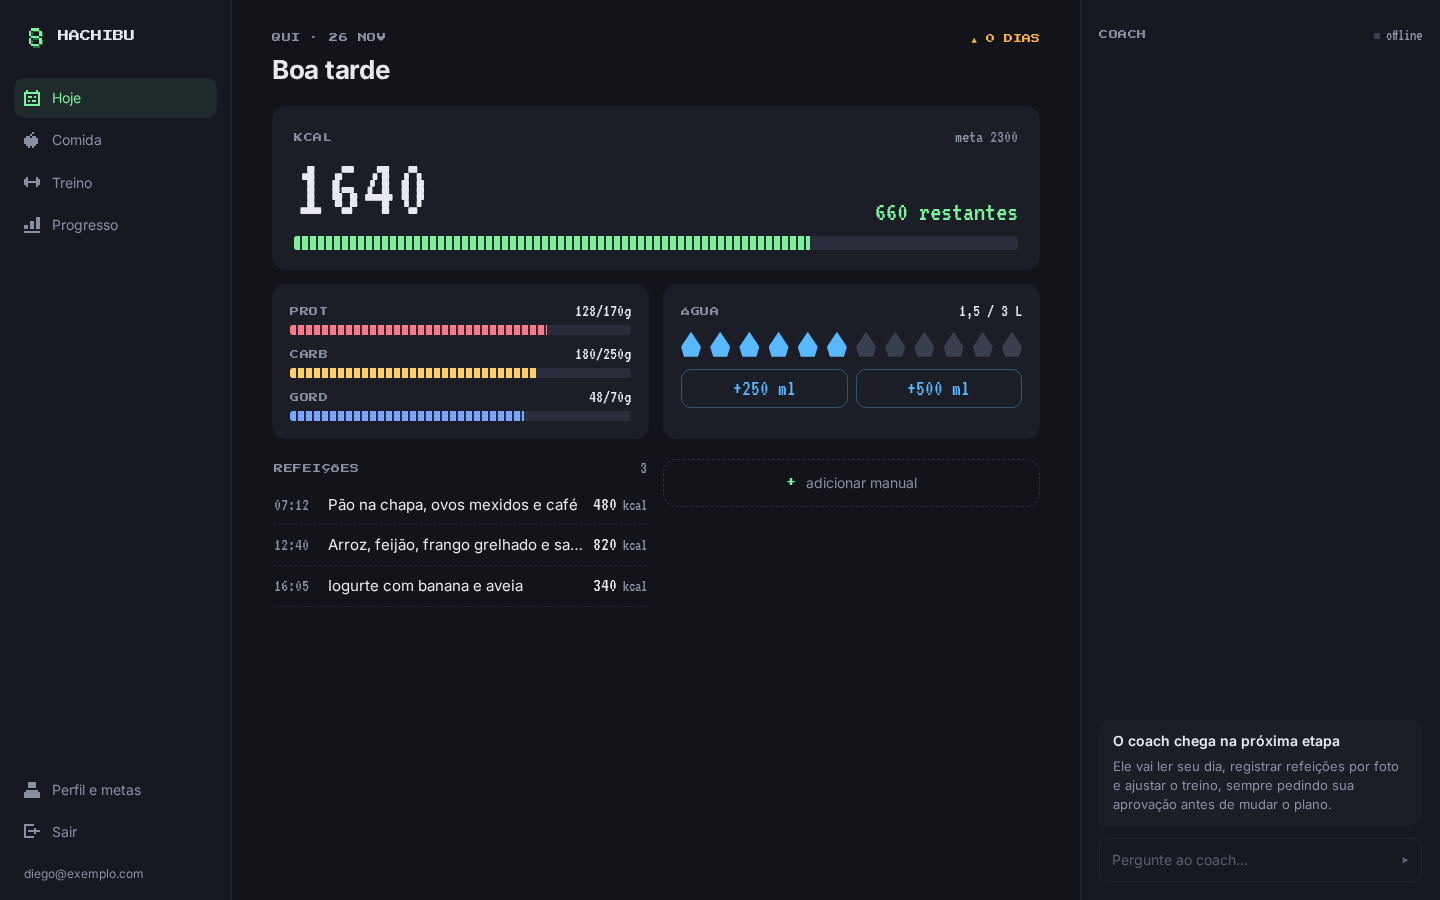 8 HACHIBU
Hoje
Comida
Treino
Progresso
Perfil e metas
Sair
diego@exemplo.com
QUI · 26 NOV
▲ 0 DIAS
Boa tarde
KCAL
meta 2300
1640
660 restantes
PROT
128/170g
CARB
180/250g
GORD
48/70g
ÁGUA
1,5 / 3 L
+250 ml
+500 ml
REFEIÇÕES
3
07:12 Pão na chapa, ovos mexidos e café 480 kcal
12:40 Arroz, feijão, frango grelhado e sa... 820 kcal
16:05 Iogurte com banana e aveia 340 kcal
+ adicionar manual
COACH
offline
O coach chega na próxima etapa
Ele vai ler seu dia, registrar refeições por foto
e ajustar o treino, sempre pedindo sua
aprovação antes de mudar o plano.
Pergunte ao coach...